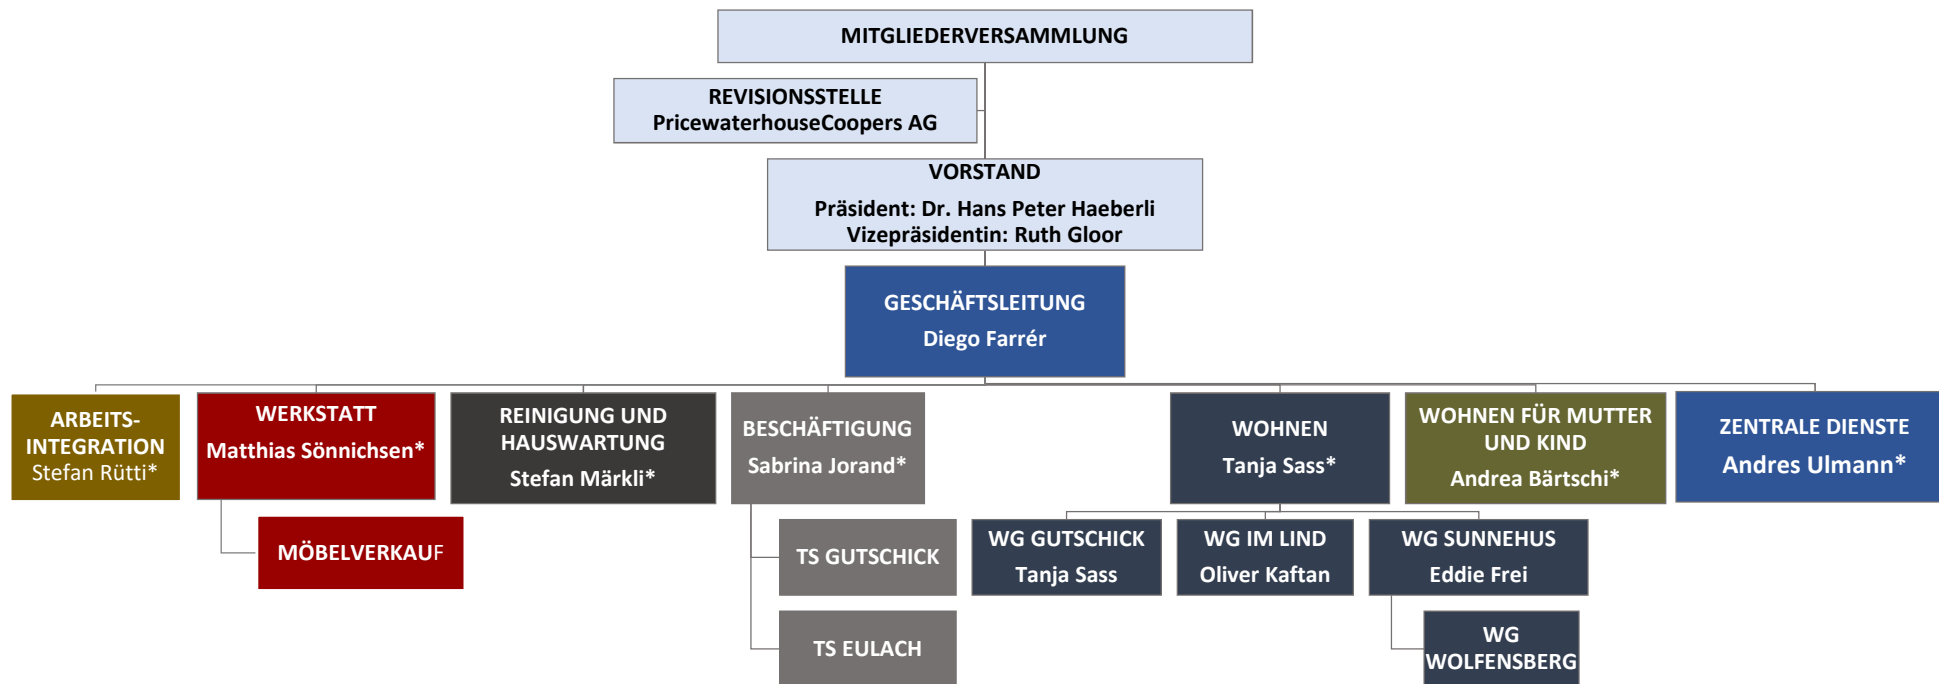 MITGLIEDERVERSAMMLUNG
REVISIONSSTELLE
PricewaterhouseCoopers AG
VORSTAND
Präsident: Dr. Hans Peter Haeberli
Vizepräsidentin: Ruth Gloor
GESCHÄFTSLEITUNG
Diego Farrér
ARBEITS-
INTEGRATION
Stefan Rütti*
WERKSTATT
Matthias Sönnichsen*
REINIGUNG UND
HAUSWARTUNG
Stefan Märkli*
BESCHÄFTIGUNG
Sabrina Jorand*
WOHNEN
Tanja Sass*
WOHNEN FÜR MUTTER
UND KIND
Andrea Bärtschi*
ZENTRALE DIENSTE
Andres Ulmann*
MÖBELVERKAUF
TS GUTSCHICK
TS EULACH
WG GUTSCHICK
Tanja Sass
WG IM LIND
Oliver Kaftan
WG SUNNEHUS
Eddie Frei
WG
WOLFENSBERG